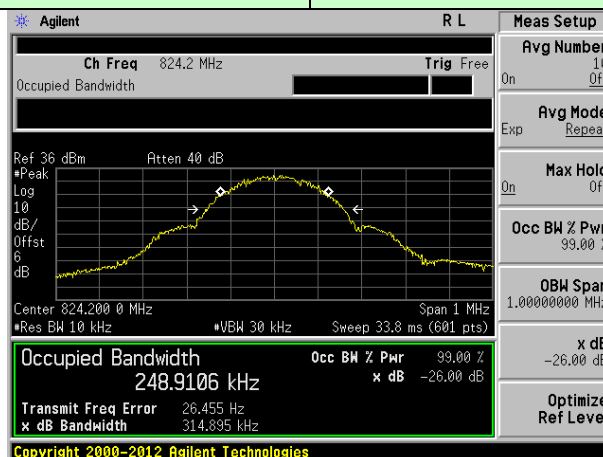 Agilent R L Meas Setup
Ch Freq 824.2 MHz Trig Free
Occupied Bandwidth
Avg Number
On
Avg Mode
Exp Repea
Max Hold
On Of
Occ BW % Pwr
99.00 %
OBW Span
1.00000000 MHz
x dB
-26.00 dB
Optimize
Ref Leve
Ref 36 dBm Atten 40 dB
#Peak
Log
10
dB/
Offst
6
dB
Center 824.200 0 MHz Span 1 MHz
#Res BW 10 kHz #VBW 30 kHz Sweep 33.8 ms (601 pts)
Occupied Bandwidth Occ BW % Pwr 99.00 %
248.9106 kHz x dB -26.00 dB
Transmit Freq Error 26.455 Hz
x dB Bandwidth 314.895 kHz
Copyright 2000-2012 Agilent Technologies